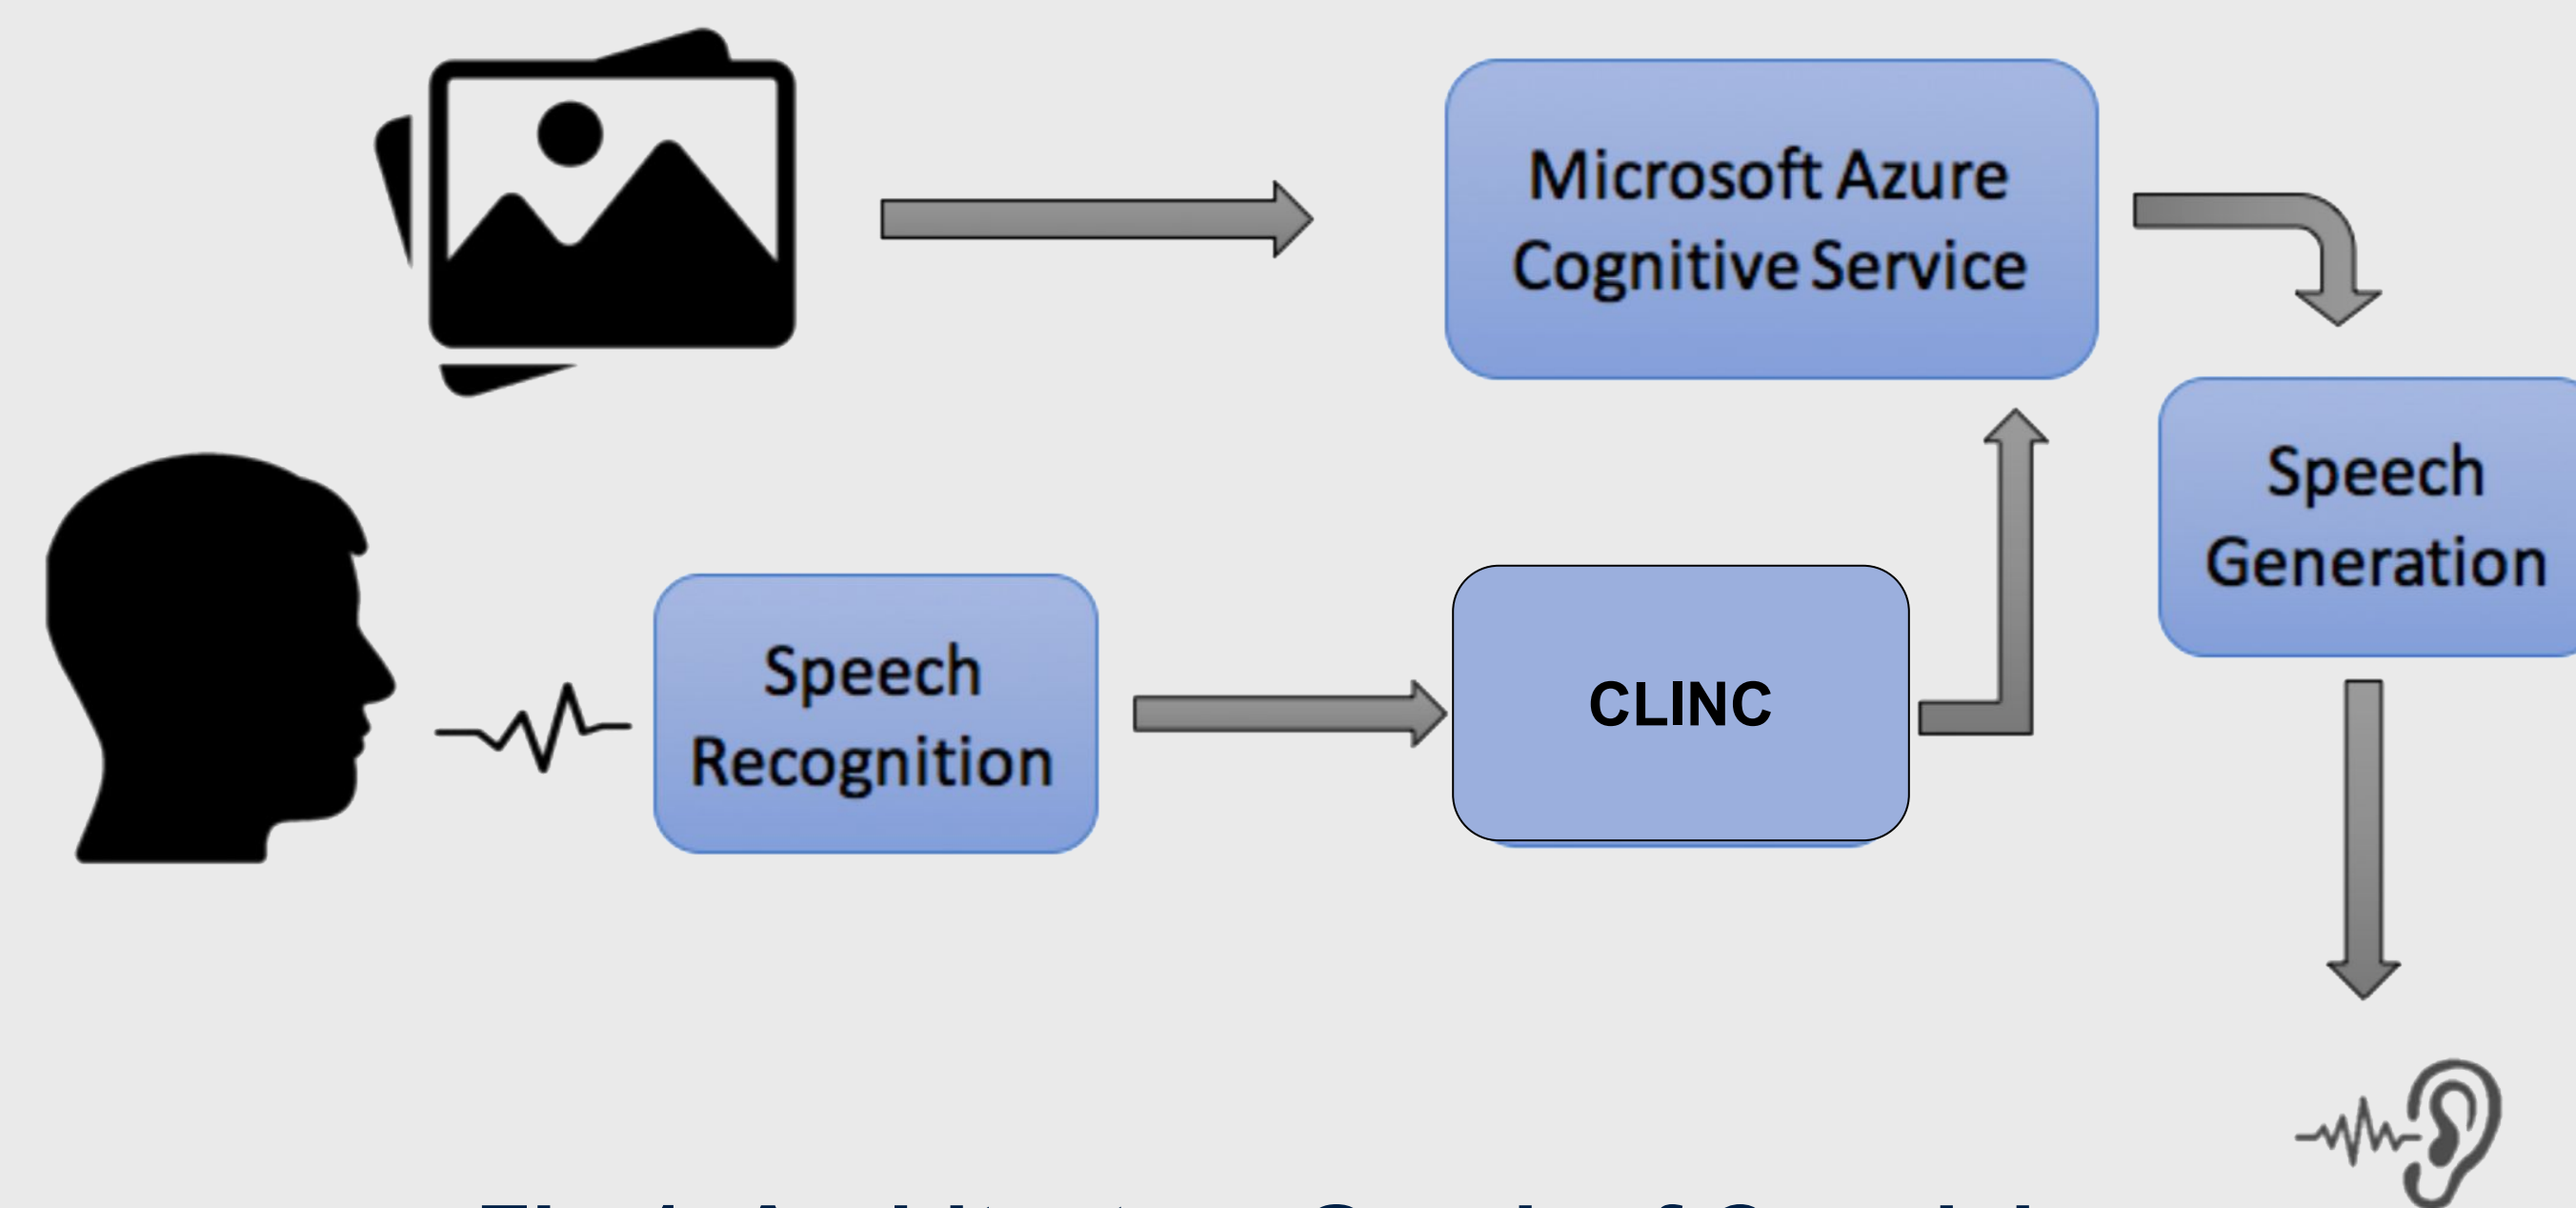 Microsoft Azure
Cognitive Service
Speech
Generation
Speech
Recognition
CLINC